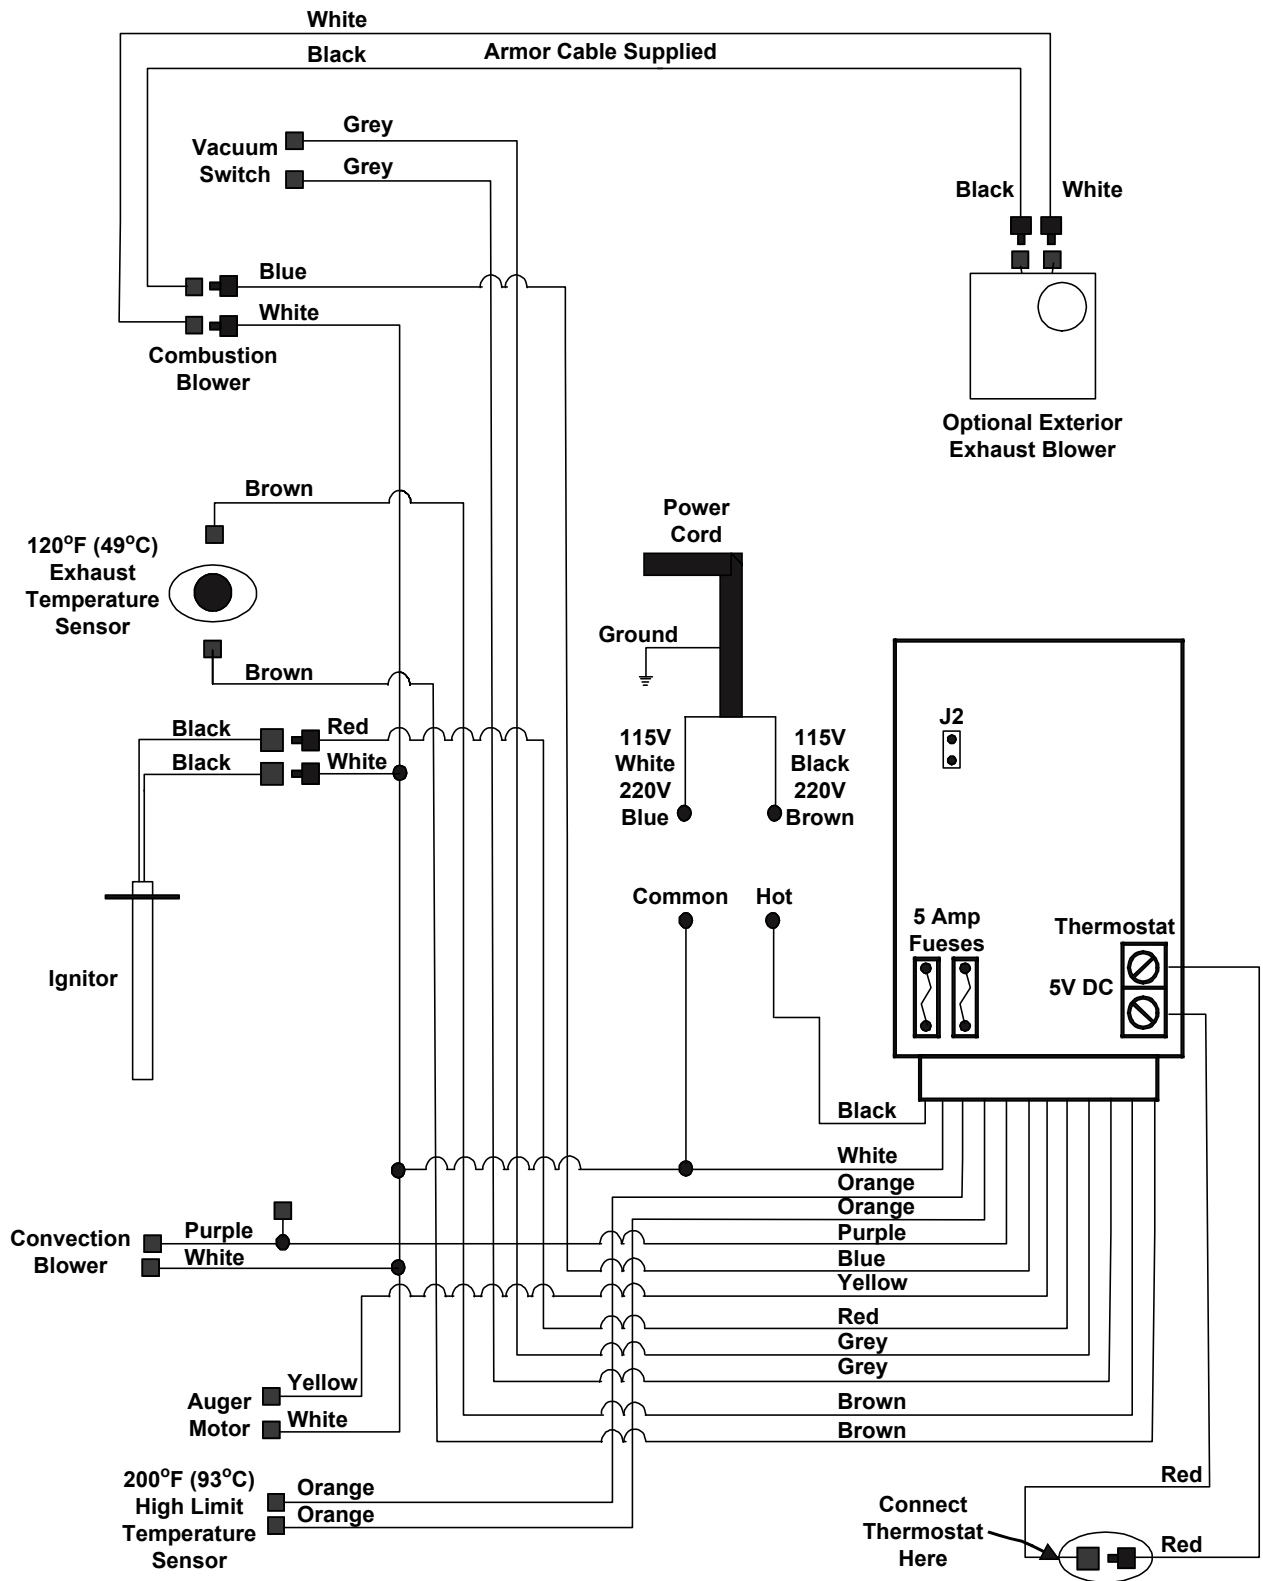 White
Black
Armor Cable Supplied
Grey
Vacuum
Switch
Grey
Black
White
Blue
White
Combustion
Blower
Optional Exterior
Exhaust Blower
Brown
120°F (49°C)
Exhaust
Temperature
Sensor
Brown
Power
Cord
Ground
115V
White
220V
Blue
115V
Black
220V
Brown
J2
Black
Red
Black
White
Ignitor
Common
Hot
5 Amp
Fueses
Thermostat
5V DC
Black
White
Orange
Orange
Purple
Blue
Yellow
Red
Grey
Grey
Brown
Brown
Convection
Blower
Purple
White
Auger
Motor
Yellow
White
200°F (93°C)
High Limit
Temperature
Sensor
Orange
Orange
Connect
Thermostat
Here
Red
Red